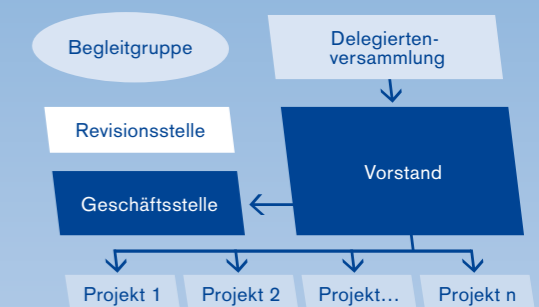 Begleitgruppe
Delegierten-
versammlung
Revisionsstelle
Vorstand
Geschäftsstelle
Projekt 1
Projekt 2
Projekt...
Projekt n